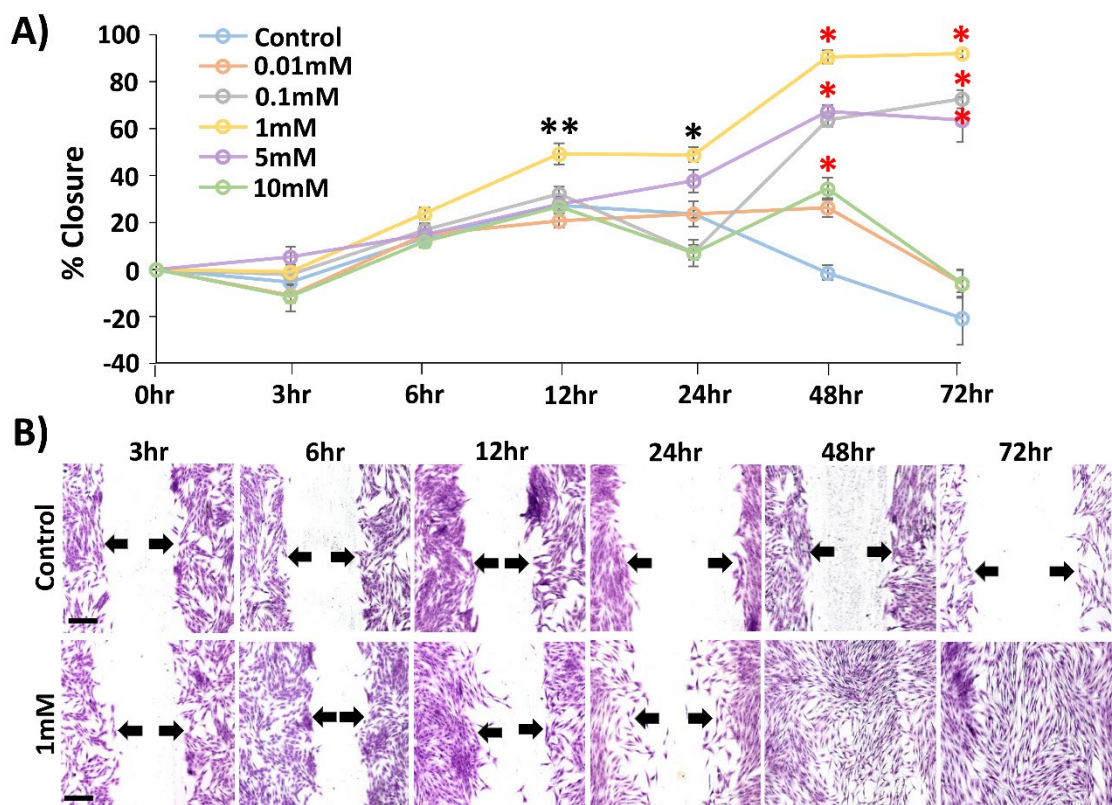 A)
% Closure
100
80
60
40
20
0
-20
-40
Control
0.01mM
0.1mM
1mM
5mM
10mM
**
*
*
*
*
*
*
*
0hr 3hr 6hr 12hr 24hr 48hr 72hr
B)
3hr 6hr 12hr 24hr 48hr 72hr
Control
1mM